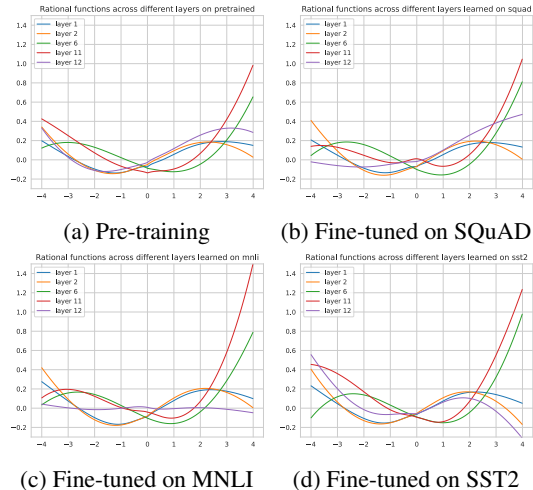 Rational functions across different layers on pretrained
layer 1
layer 2
layer 6
layer 11
layer 12
1.4
1.2
1.0
0.8
0.6
0.4
0.2
0.0
−0.2
−4 −3 −2 −1 0 1 2 3 4
(a) Pre-training
Rational functions across different layers learned on squad
layer 1
layer 2
layer 6
layer 11
layer 12
1.4
1.2
1.0
0.8
0.6
0.4
0.2
0.0
−0.2
−4 −3 −2 −1 0 1 2 3 4
(b) Fine-tuned on SQuAD
Rational functions across different layers learned on mnli
layer 1
layer 2
layer 6
layer 11
layer 12
1.4
1.2
1.0
0.8
0.6
0.4
0.2
0.0
−0.2
−4 −3 −2 −1 0 1 2 3 4
(c) Fine-tuned on MNLI
Rational functions across different layers learned on sst2
layer 1
layer 2
layer 6
layer 11
layer 12
1.4
1.2
1.0
0.8
0.6
0.4
0.2
0.0
−0.2
−4 −3 −2 −1 0 1 2 3 4
(d) Fine-tuned on SST2